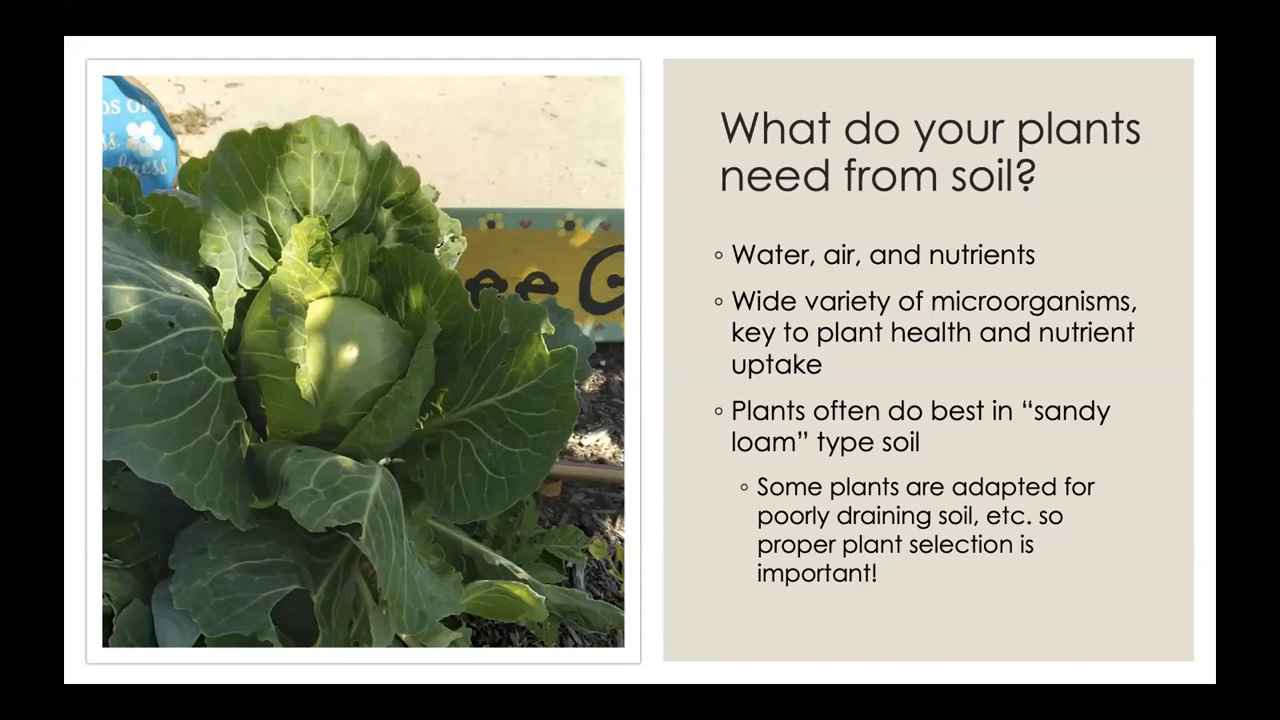 What do your plants
need from soil?
◦ Water, air, and nutrients
◦ Wide variety of microorganisms,
key to plant health and nutrient
uptake
◦ Plants often do best in “sandy
loam” type soil
◦ Some plants are adapted for
poorly draining soil, etc. so
proper plant selection is
important!